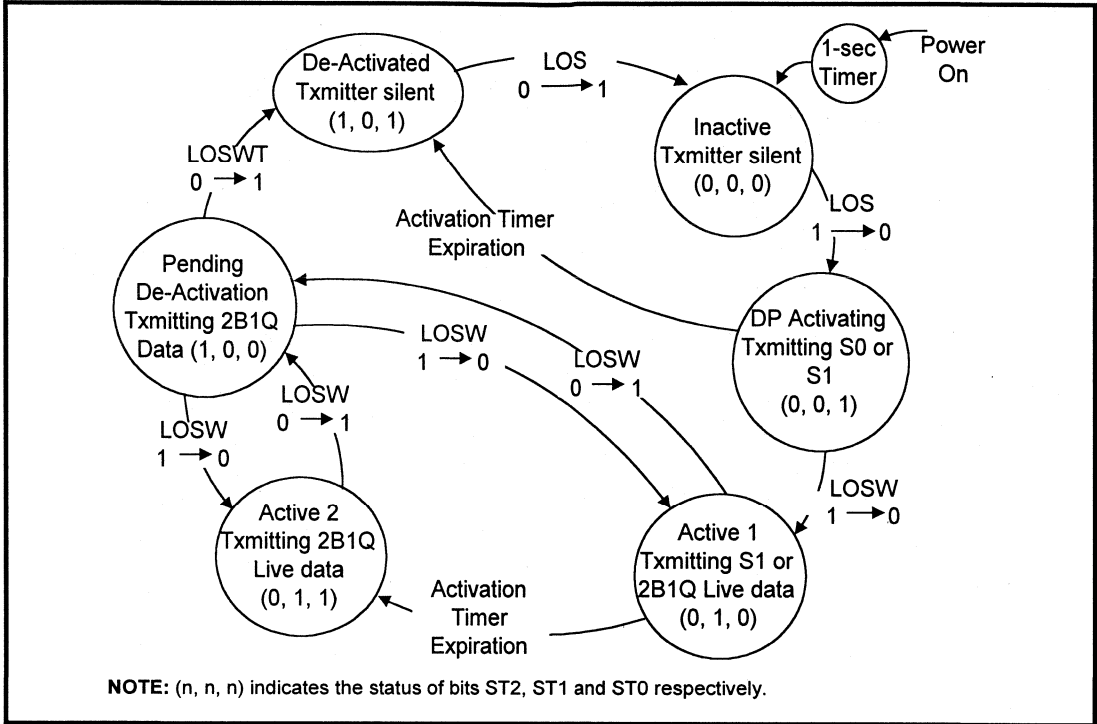 De-Activated
Txmitter silent
(1, 0, 1)
LOS
0 → 1
1-sec
Timer
Power
On
Inactive
Txmitter silent
(0, 0, 0)
LOS
1 → 0
LOSWT
0 → 1
Activation Timer
Expiration
Pending
De-Activation
Txmitting 2B1Q
Data (1, 0, 0)
LOSW
1 → 0
LOSW
0 → 1
DP Activating
Txmitting S0 or
S1
(0, 0, 1)
LOSW
0 → 1
LOSW
1 → 0
LOSW
1 → 0
Active 2
Txmitting 2B1Q
Live data
(0, 1, 1)
Activation
Timer
Expiration
Active 1
Txmitting S1 or
2B1Q Live data
(0, 1, 0)
NOTE: (n, n, n) indicates the status of bits ST2, ST1 and ST0 respectively.